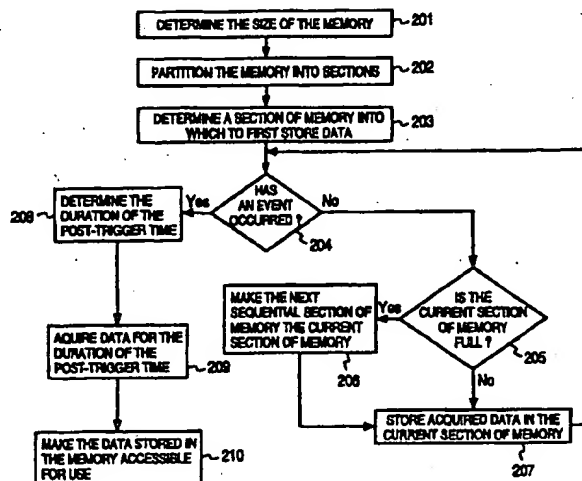 DETERMINE THE SIZE OF THE MEMORY
201
PARTITION THE MEMORY INTO SECTIONS
202
DETERMINE A SECTION OF MEMORY INTO
WHICH TO FIRST STORE DATA
203
HAS
AN EVENT
OCCURRED ?
204
Yes
No
DETERMINE THE
DURATION OF THE
POST-TRIGGER TIME
208
ACUIRE DATA FOR THE
DURATION OF THE
POST-TRIGGER TIME
209
MAKE THE DATA STORED IN
THE MEMORY ACCESSIBLE
FOR USE
210
IS THE
CURRENT SECTION
OF MEMORY
FULL ?
205
Yes
No
MAKE THE NEXT
SEQUENTIAL SECTION OF
MEMORY THE CURRENT
SECTION OF MEMORY
206
STORE ACQUIRED DATA IN THE
CURRENT SECTION OF MEMORY
207